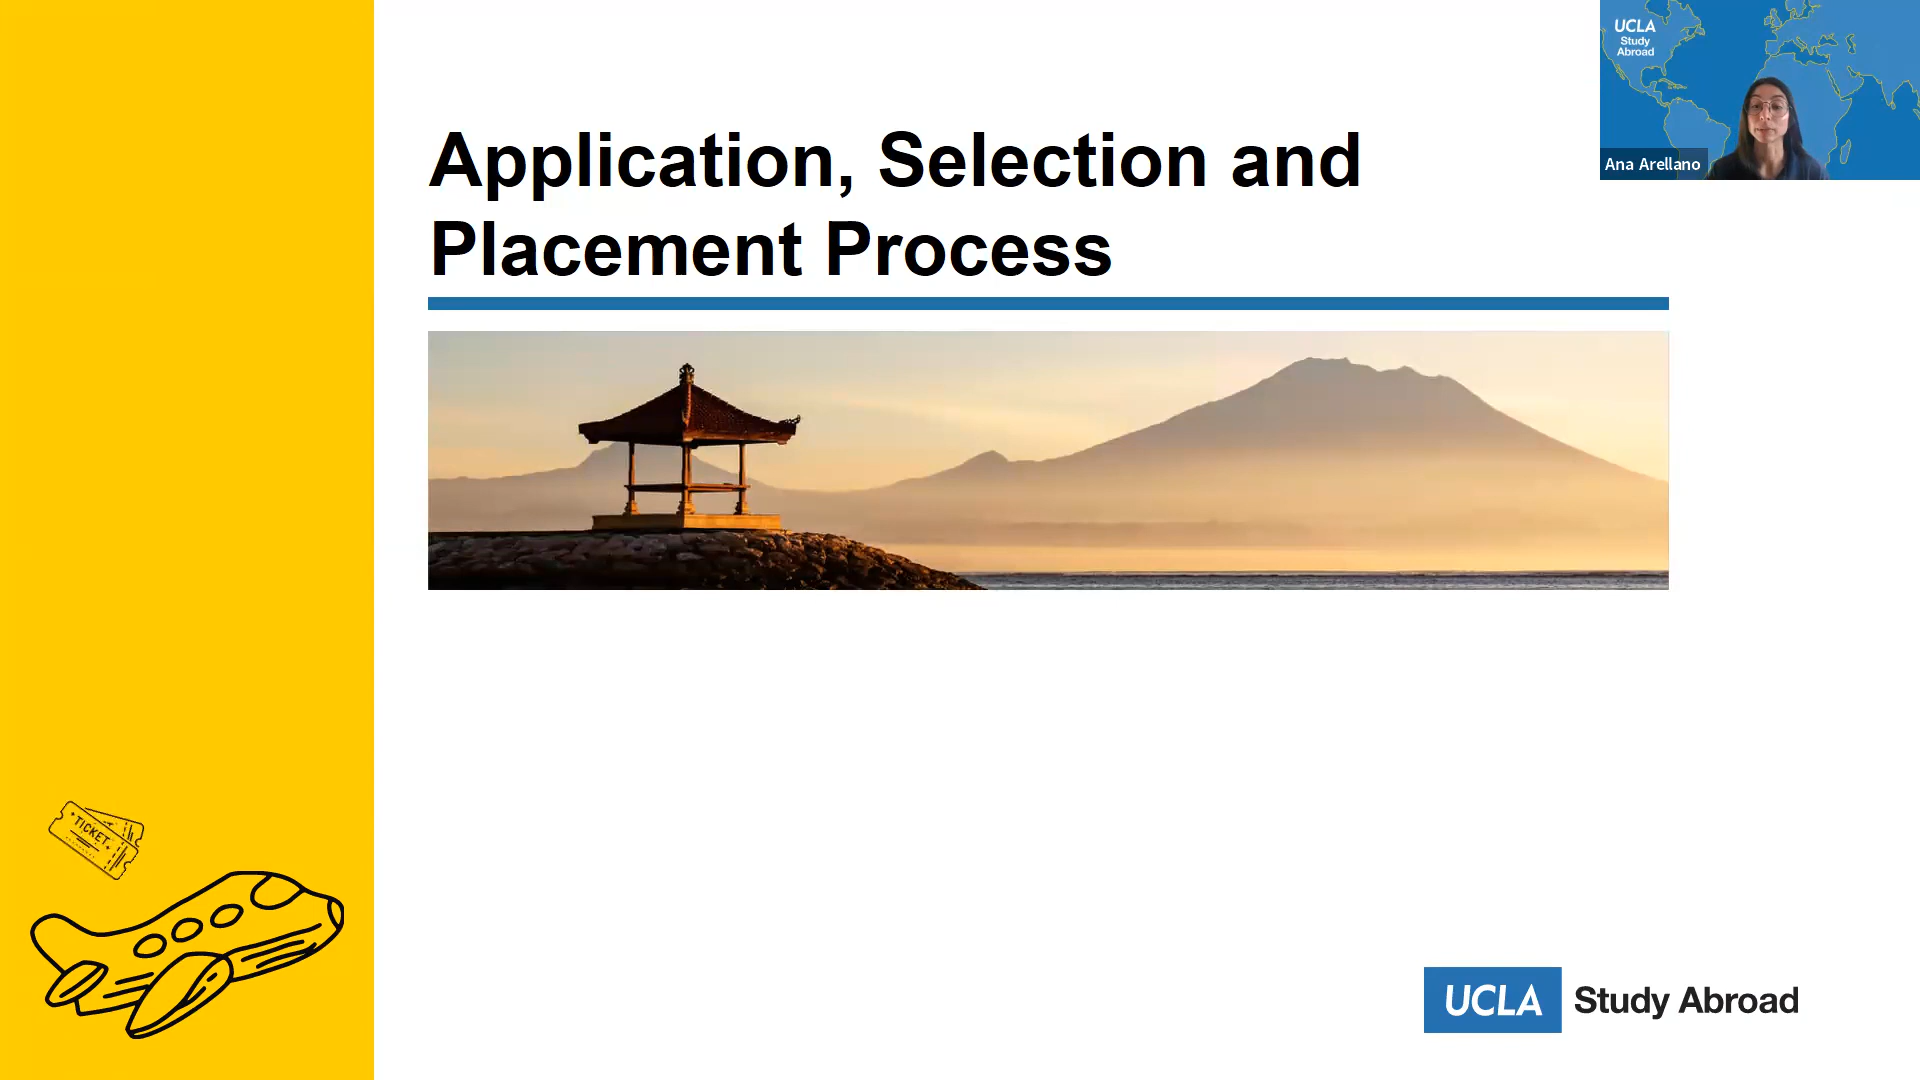 Application, Selection and
Placement Process
UCLA
Study
Abroad
Ana Arellano
TICKET
UCLA Study Abroad